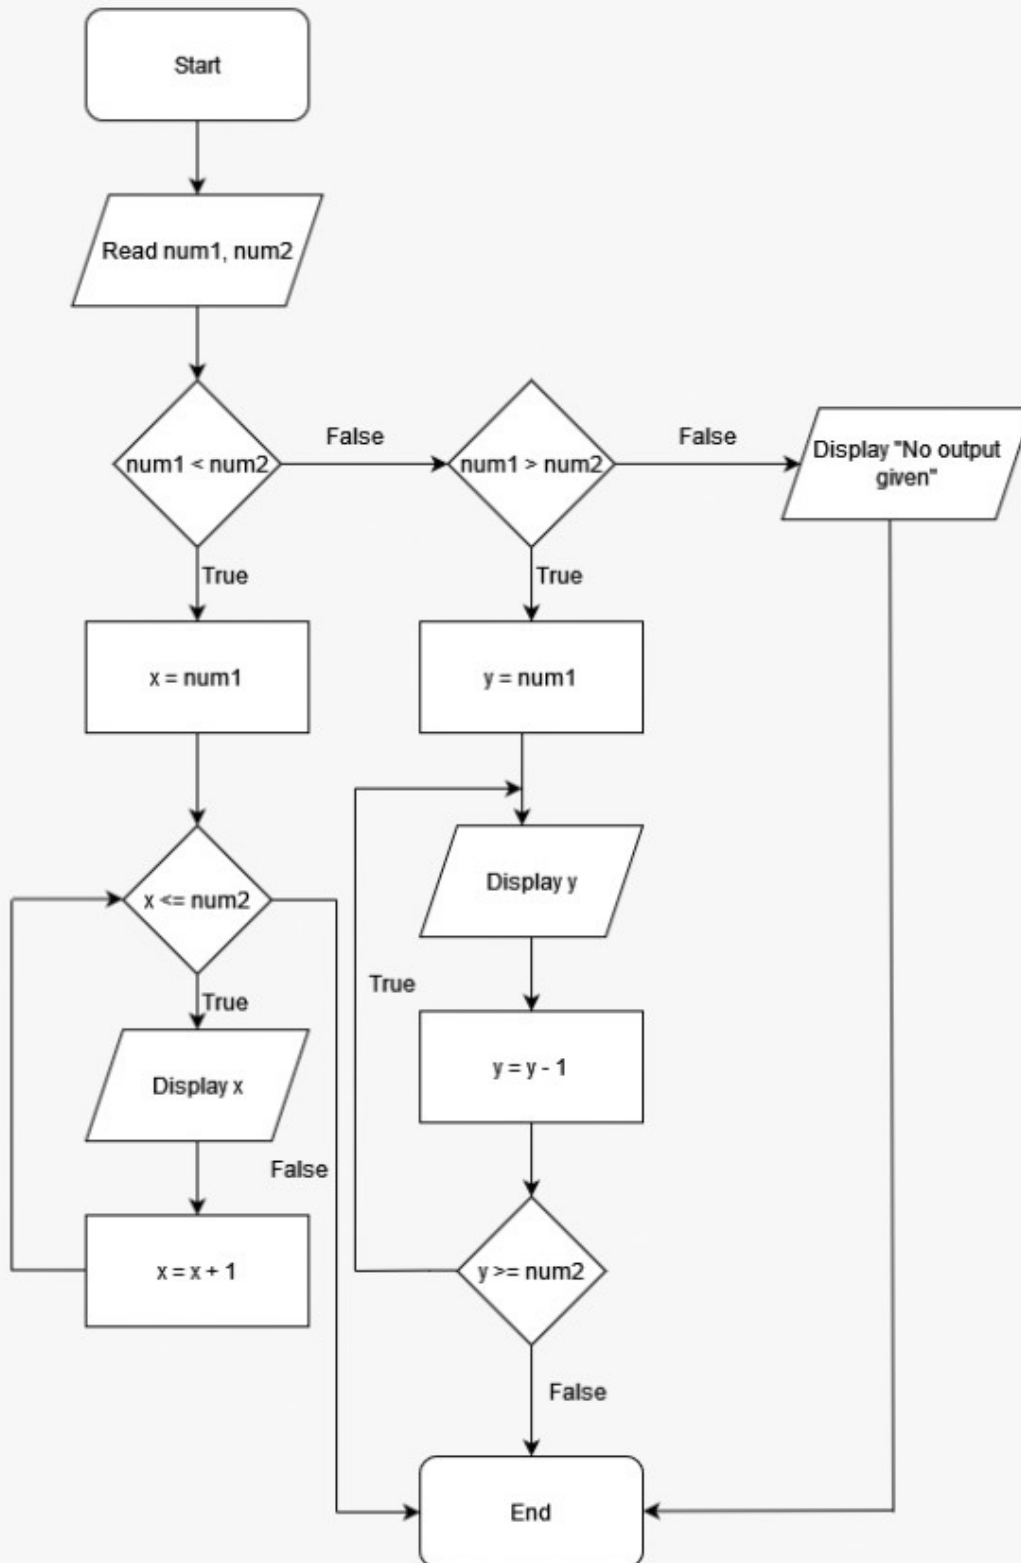 Start
Read num1, num2
num1 < num2
False
num1 > num2
False
Display "No output
given"
True
True
x = num1
y = num1
x <= num2
Display y
True
True
Display x
y = y - 1
False
x = x + 1
y >= num2
False
End